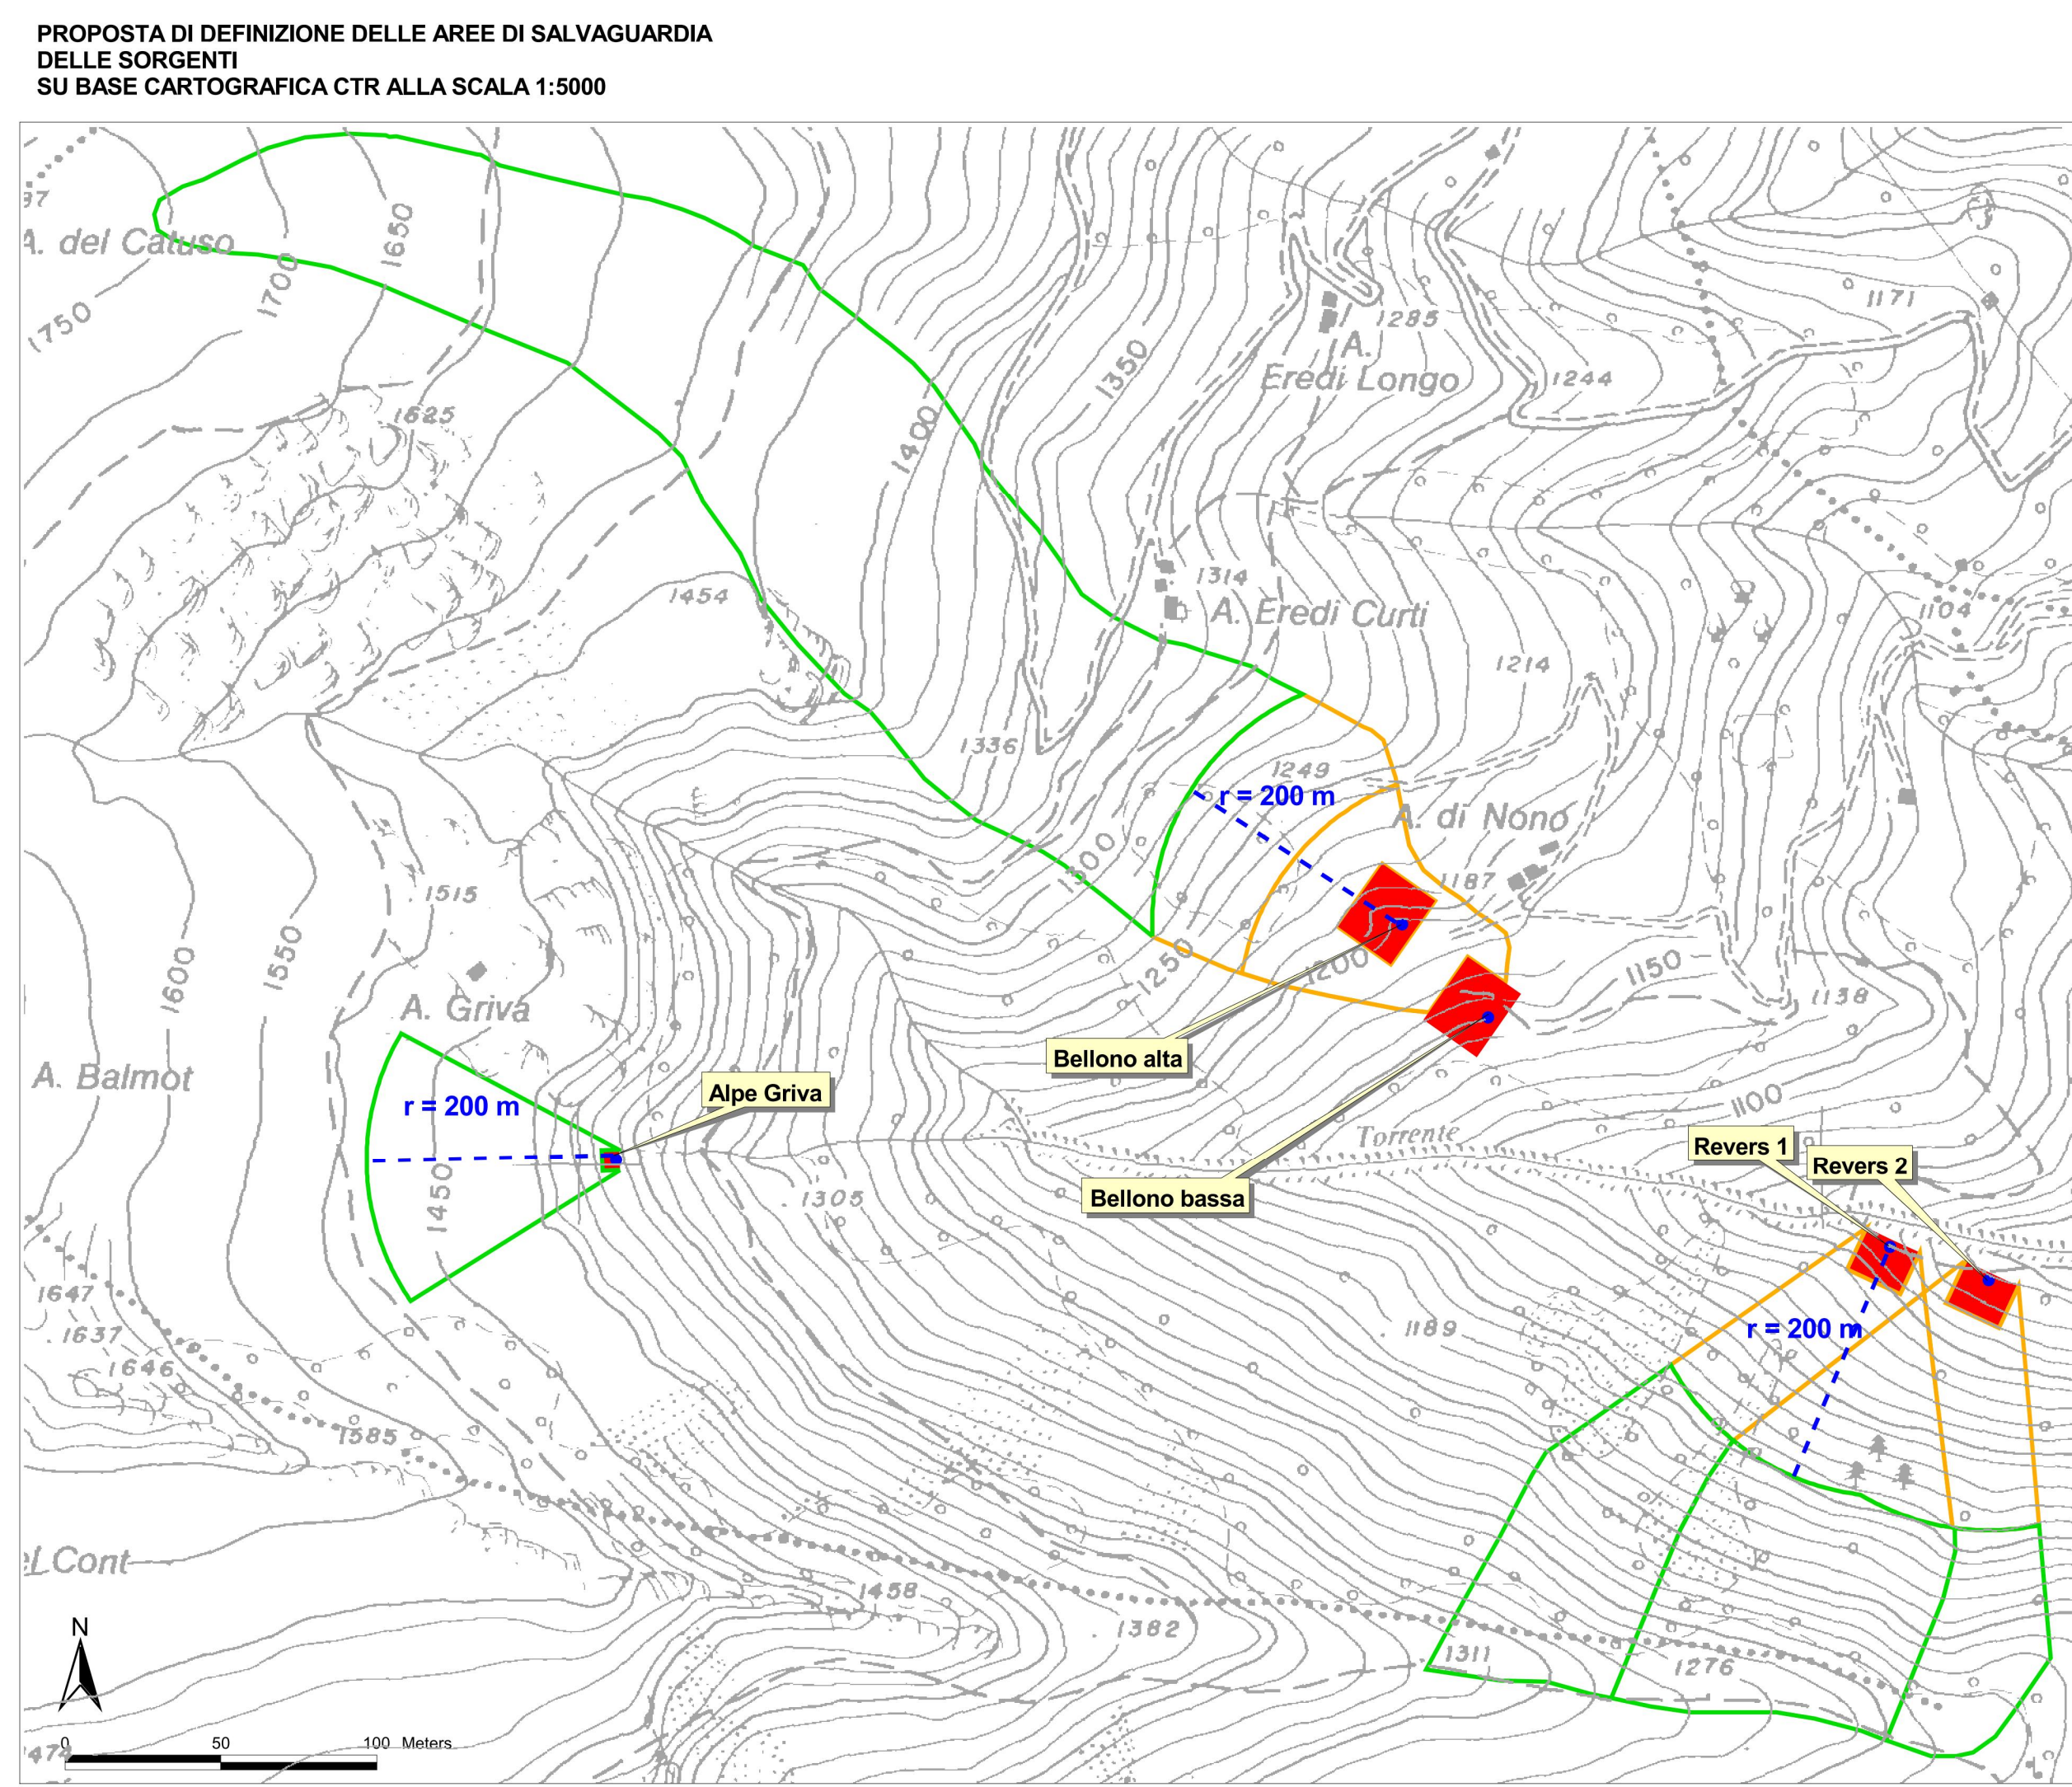 PROPOSTA DI DEFINIZIONE DELLE AREE DI SALVAGUARDIA
DELLE SORGENTI
SU BASE CARTOGRAFICA CTR ALLA SCALA 1:5000
A. del Catuso
1650
1700
1750
1171
1285
A.
Eredi Longo
1244
1350
1625
1400
1314
A. Eredi Curti
1454
1104
1214
1336
1249
r = 200 m
A. di Nono
1300
1187
1515
1250
1200
1150
1138
1600
1550
A. Griva
Bellono alta
A. Balmot
Alpe Griva
r = 200 m
1100
Torrente
Revers 1
Revers 2
1450
1305
Bellono bassa
1647
1637
1646
1189
r = 200 m
1585
1458
1382
1311
1276
N
0 50 100 Meters
1474